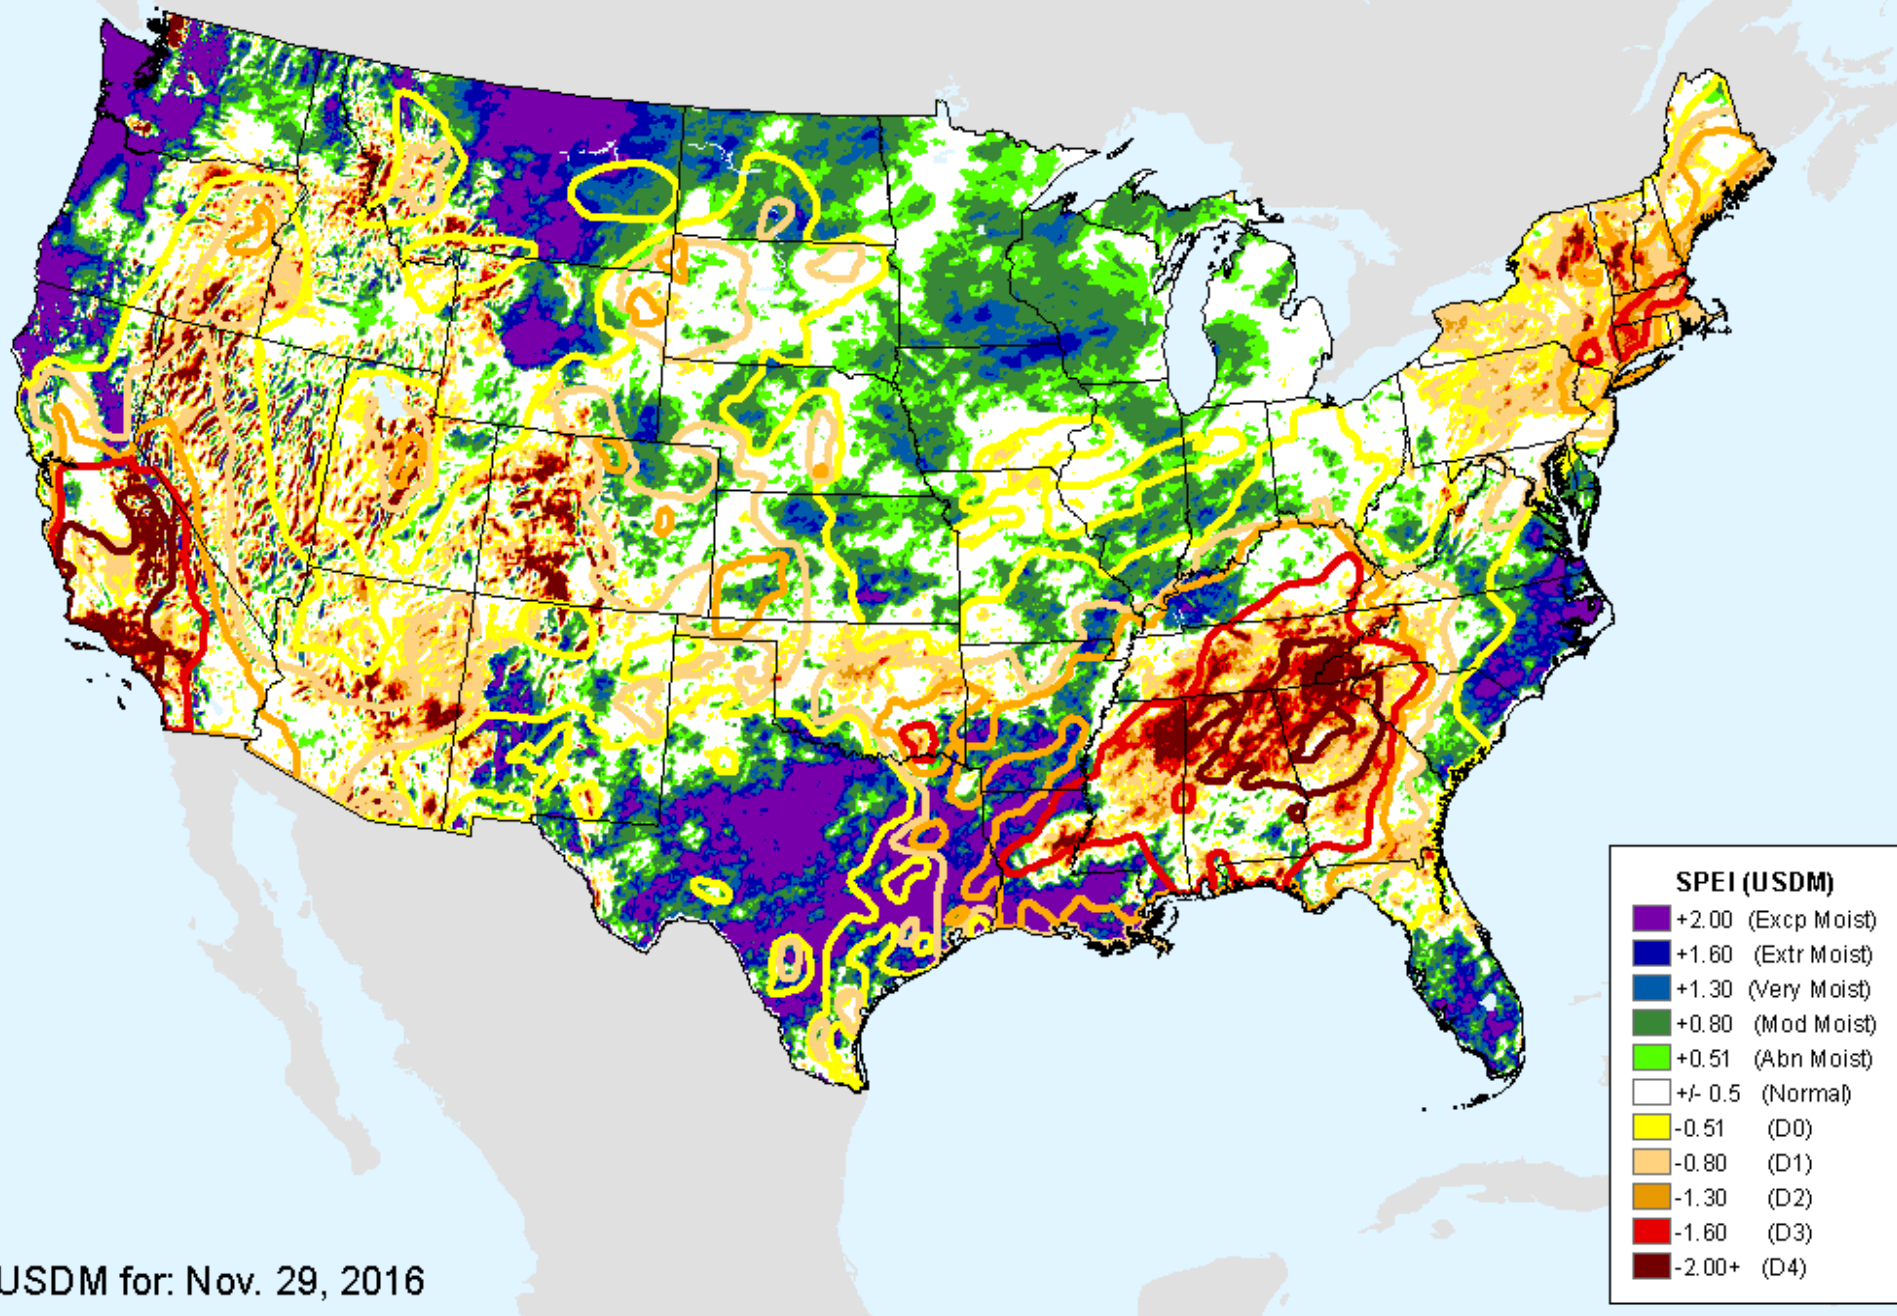 SPEI (USDM)
+2.00 (Excp Moist)
+1.60 (Extr Moist)
+1.30 (Very Moist)
+0.80 (Mod Moist)
+0.51 (Abn Moist)
+/- 0.5 (Normal)
-0.51 (D0)
-0.80 (D1)
-1.30 (D2)
-1.60 (D3)
-2.00+ (D4)
USDM for: Nov. 29, 2016